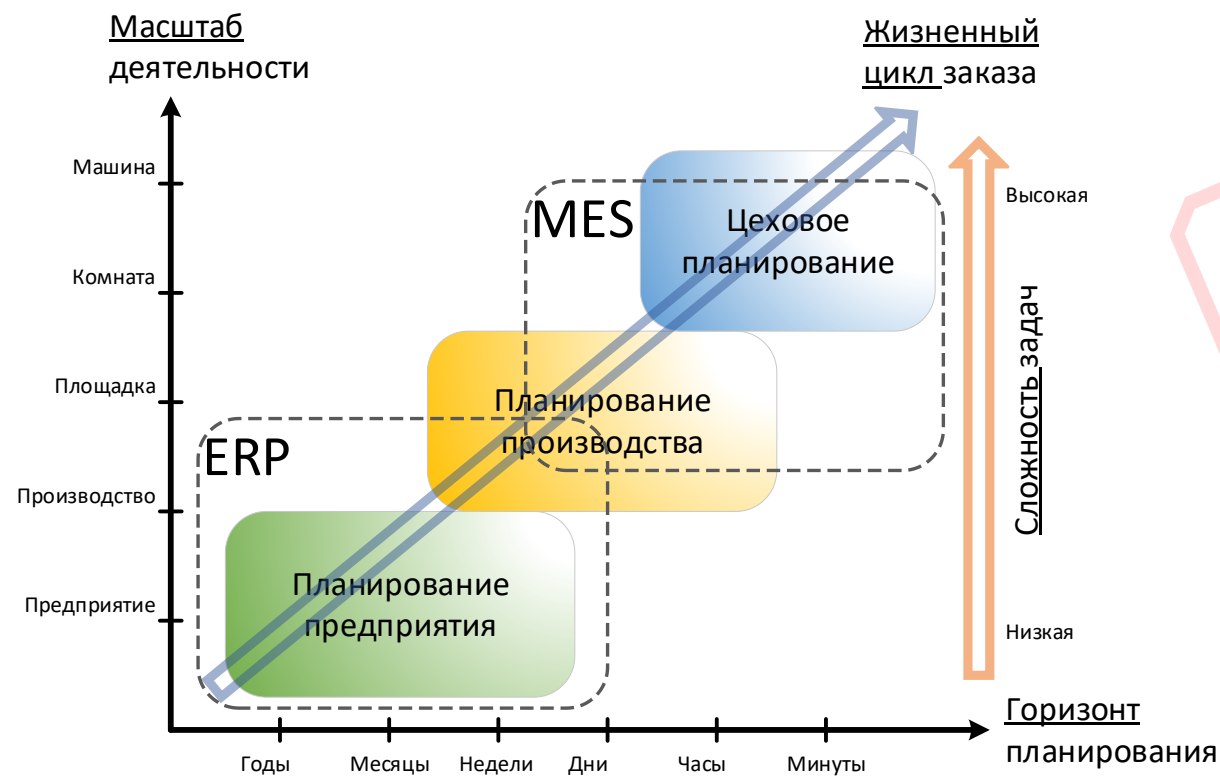 Масштаб
деятельности
Жизненный
цикл заказа
Машина
Высокая
MES
Цеховое
планирование
Комната
Площадка
Планирование
производства
Сложность задач
ERP
Производство
Планирование
предприятия
Предприятие
Низкая
Горизонт
планирования
Годы
Месяцы
Недели
Дни
Часы
Минуты